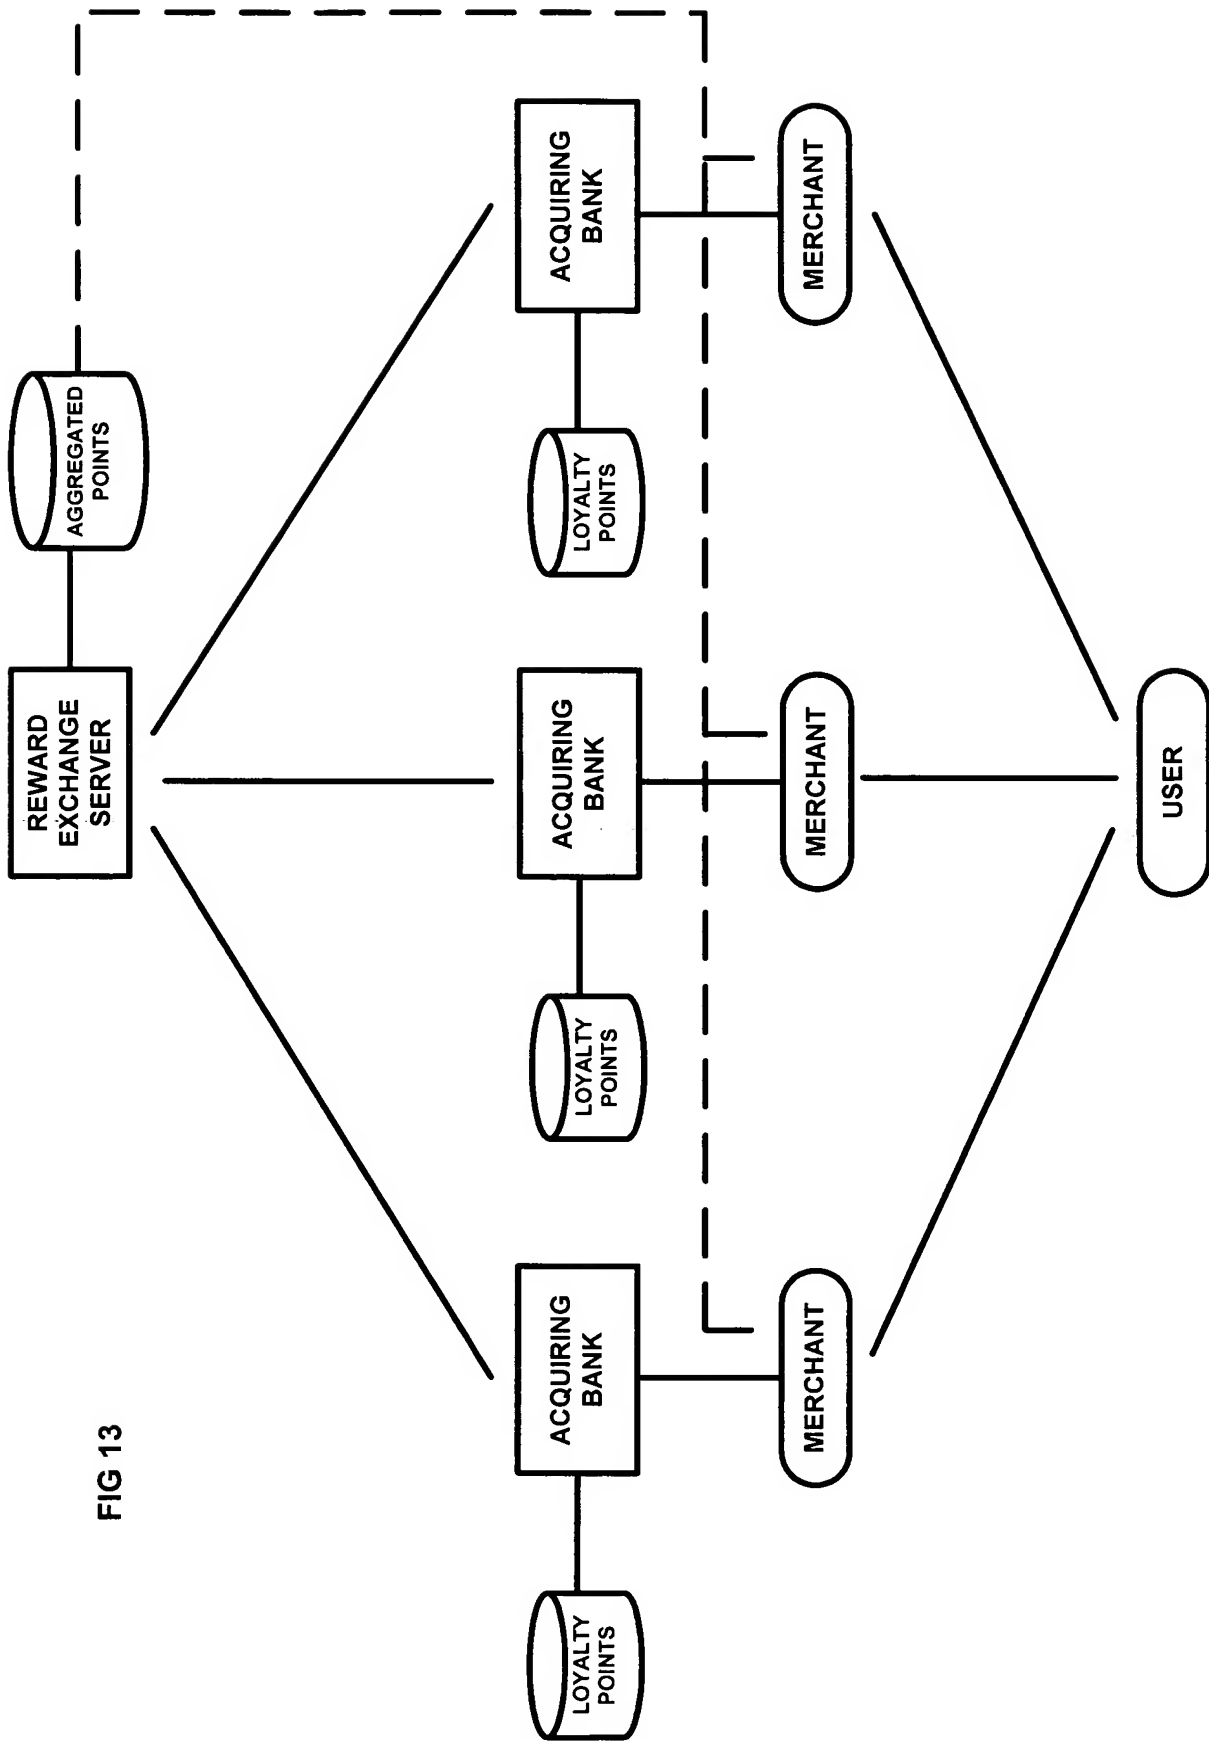 FIG 13
REWARD
EXCHANGE
SERVER
AGGREGATED
POINTS
LOYALTY
POINTS
ACQUIRING
BANK
LOYALTY
POINTS
ACQUIRING
BANK
LOYALTY
POINTS
ACQUIRING
BANK
MERCHANT
MERCHANT
MERCHANT
USER